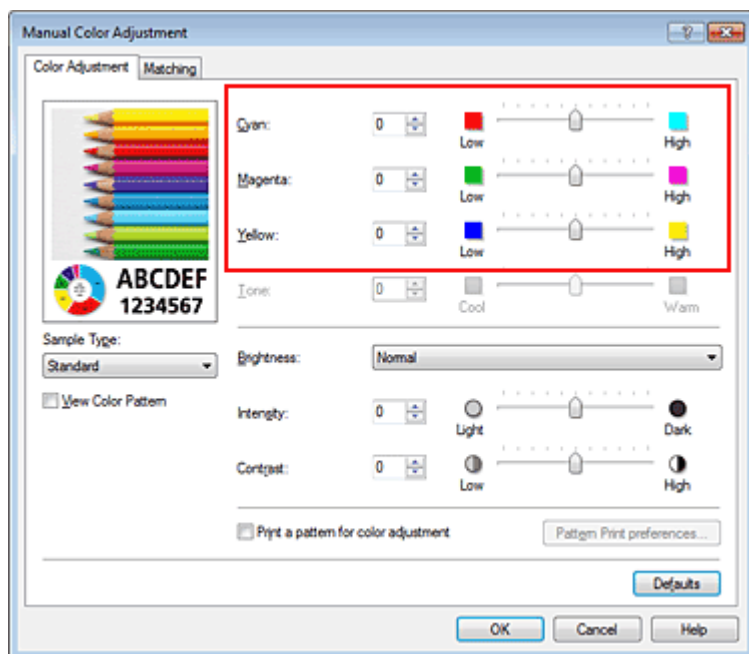 Manual Color Adjustment
Color Adjustment Matching
Cyan: 0 Low High
Magenta: 0 Low High
Yellow: 0 Low High
ABCDEF
1234567
Tone: 0 Cool Warm
Sample Type:
Standard
Brightness: Normal
View Color Pattern
Intensity: 0 Light Dark
Contrast: 0 Low High
Print a pattern for color adjustment Pattern Print preferences...
Defaults
OK Cancel Help